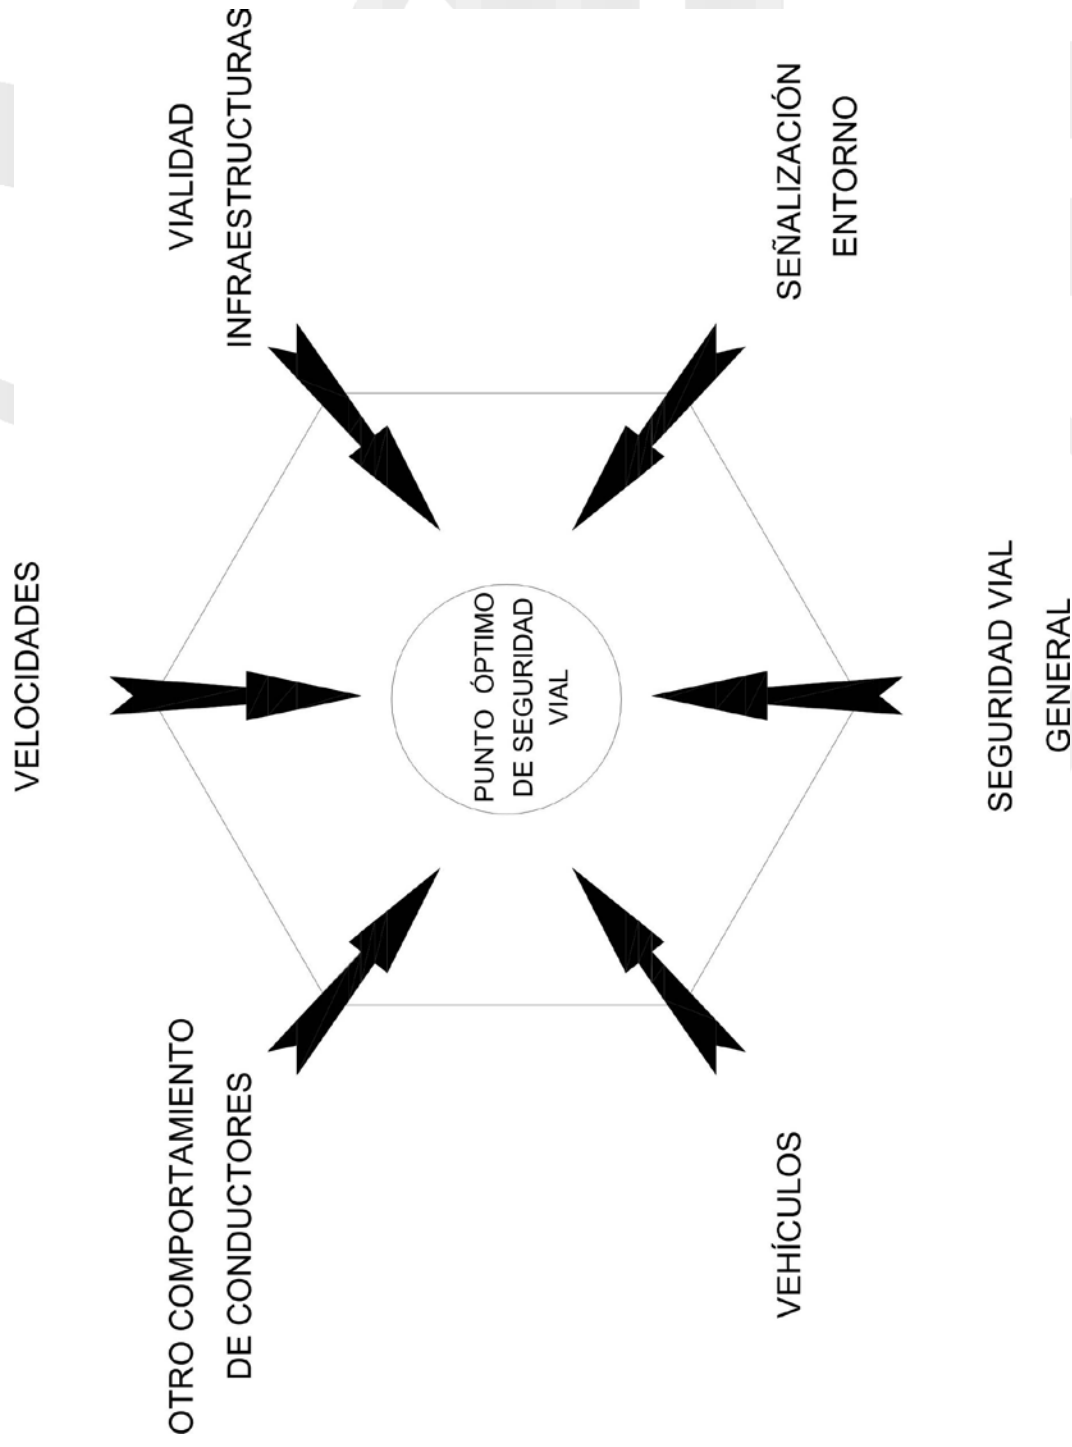 VELOCIDADES
OTRO COMPORTAMIENTO
DE CONDUCTORES
VIALIDAD
INFRAESTRUCTURAS
PUNTO ÓPTIMO
DE SEGURIDAD
VIAL
VEHÍCULOS
SEÑALIZACIÓN
ENTORNO
SEGURIDAD VIAL
GENERAL